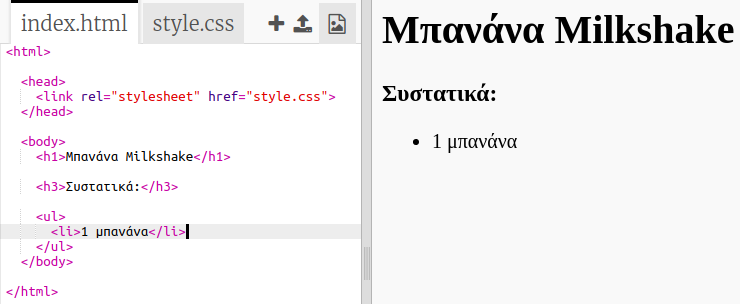 index.html style.css
<html>
<head>
<link rel="stylesheet" href="style.css">
</head>
<body>
<h1>Μπανάνα Milkshake</h1>
<h3>Συστατικά:</h3>
<ul>
<li>1 μπανάνα</li>
</ul>
</body>
</html>
Μπανάνα Milkshake
Συστατικά:
• 1 μπανάνα